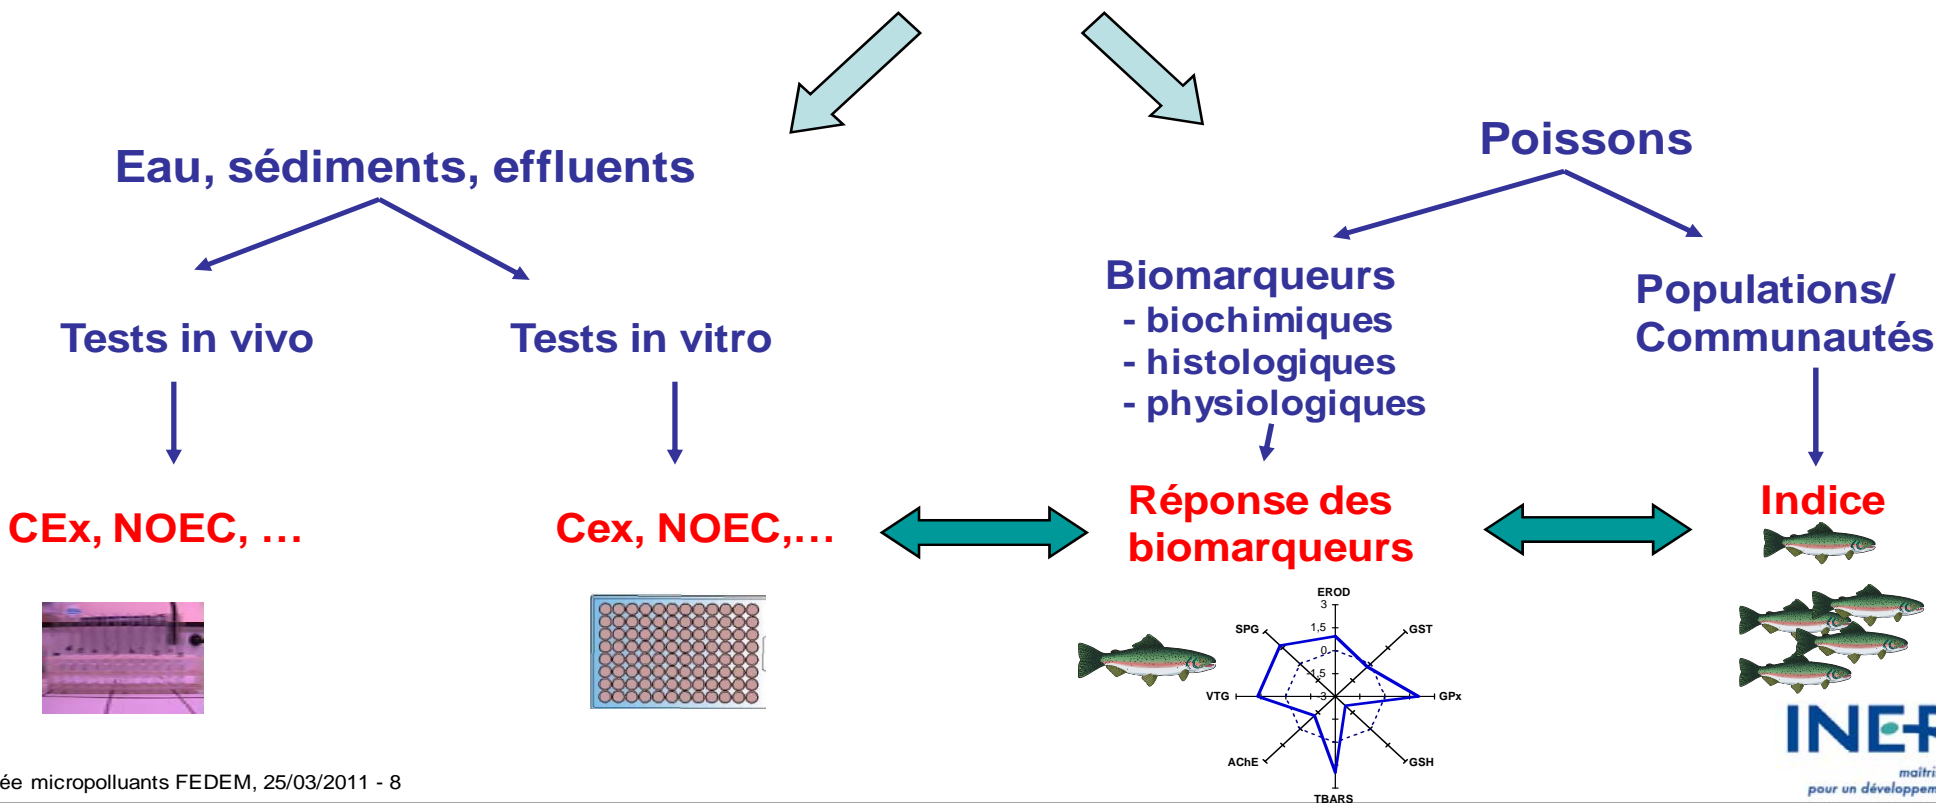 Eau, sédiments, effluents
Poissons
Tests in vivo
Tests in vitro
Biomarqueurs
- biochimiques
- histologiques
- physiologiques
Populations/
Communautés
CEx, NOEC, ...
Cex, NOEC,...
Réponse des
biomarqueurs
Indice
EROD
3
1,5
0
-1,5
-3
GST
GPx
GSH
TBARS
AChE
VTG
SPG
ée micropolluants FEDEM, 25/03/2011 - 8
INER
maîtri
pour un développem